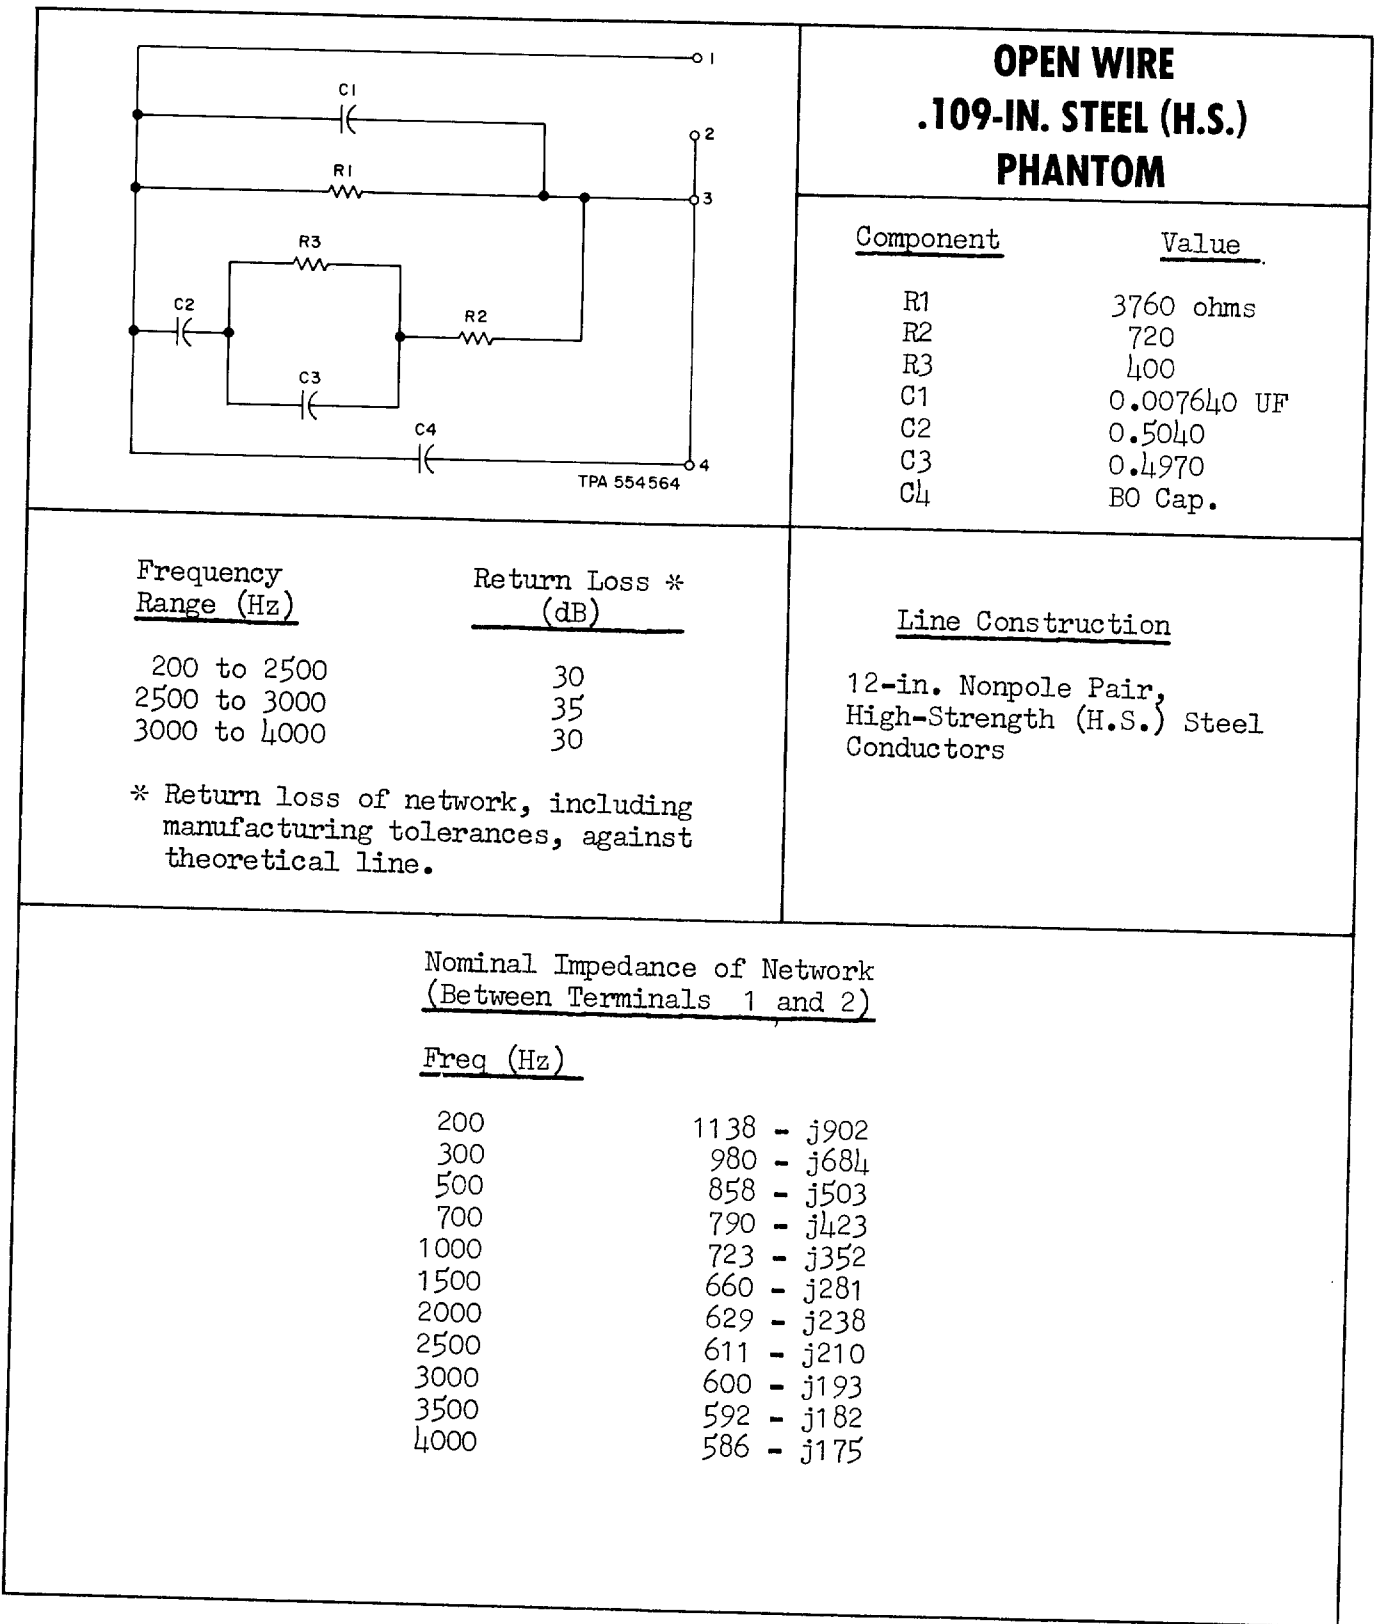 C1
1
2
R1
3
R3
C2
R2
C3
C4
4
TPA 554564
OPEN WIRE
.109-IN. STEEL (H.S.)
PHANTOM
Component Value
R1 3760 ohms
R2 720
R3 400
C1 0.007640 UF
C2 0.5040
C3 0.4970
C4 BO Cap.
Frequency Return Loss *
Range (Hz) (dB)
200 to 2500 30
2500 to 3000 35
3000 to 4000 30
* Return loss of network, including
manufacturing tolerances, against
theoretical line.
Line Construction
12-in. Nonpole Pair,
High-Strength (H.S.) Steel
Conductors
Nominal Impedance of Network
(Between Terminals 1 and 2)
Freq (Hz)
200 1138 - j902
300 980 - j684
500 858 - j503
700 790 - j423
1000 723 - j352
1500 660 - j281
2000 629 - j238
2500 611 - j210
3000 600 - j193
3500 592 - j182
4000 586 - j175